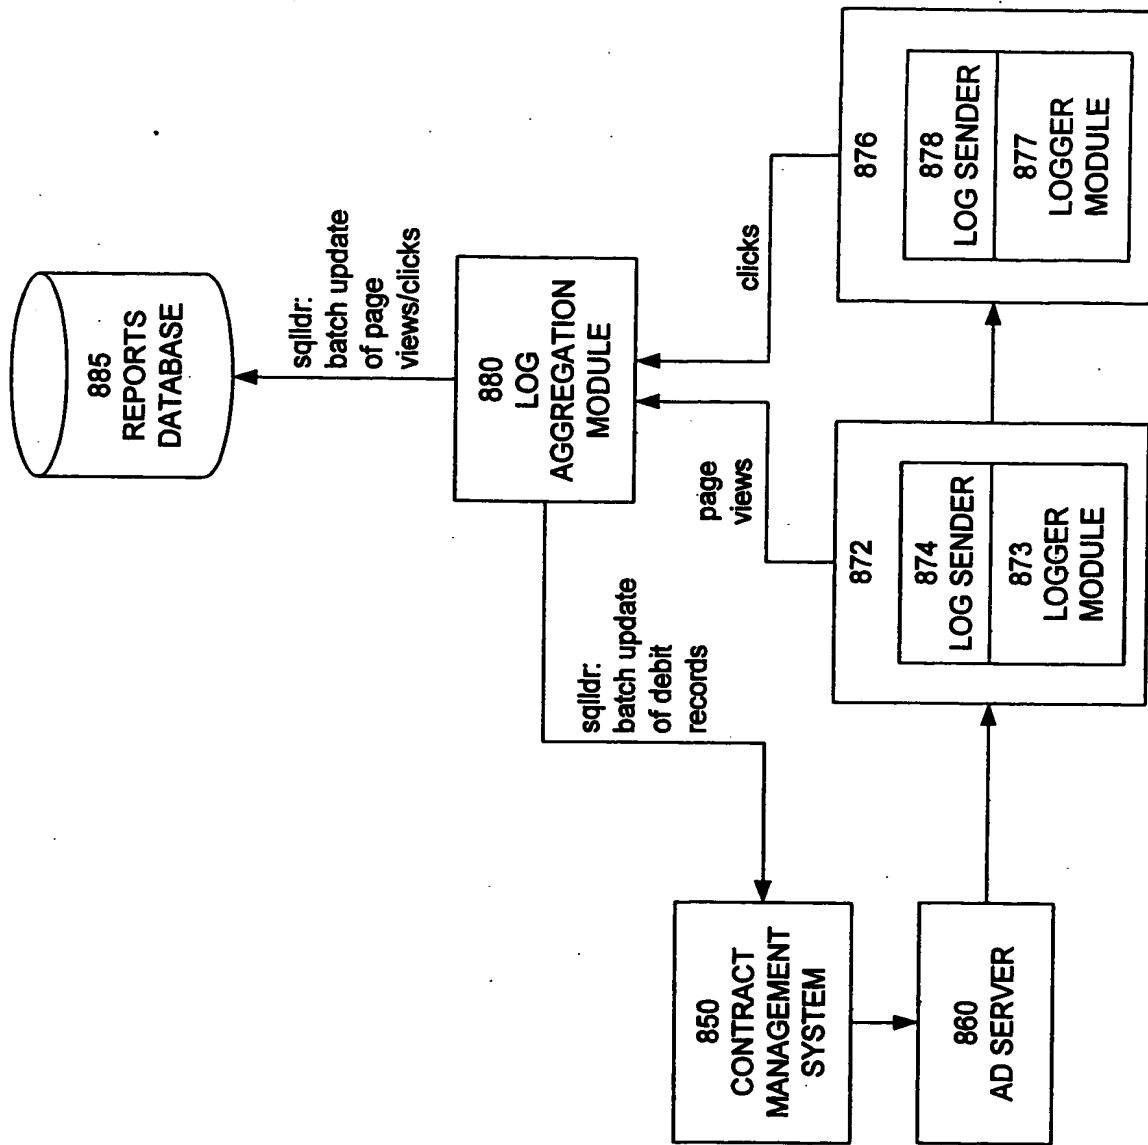 885
REPORTS
DATABASE
sqlldr:
batch update
of page
views/clicks
880
LOG
AGGREGATION
MODULE
sqlldr:
batch update
of debit
records
page
views
clicks
850
CONTRACT
MANAGEMENT
SYSTEM
860
AD SERVER
872
874
LOG SENDER
873
LOGGER
MODULE
876
878
LOG SENDER
877
LOGGER
MODULE